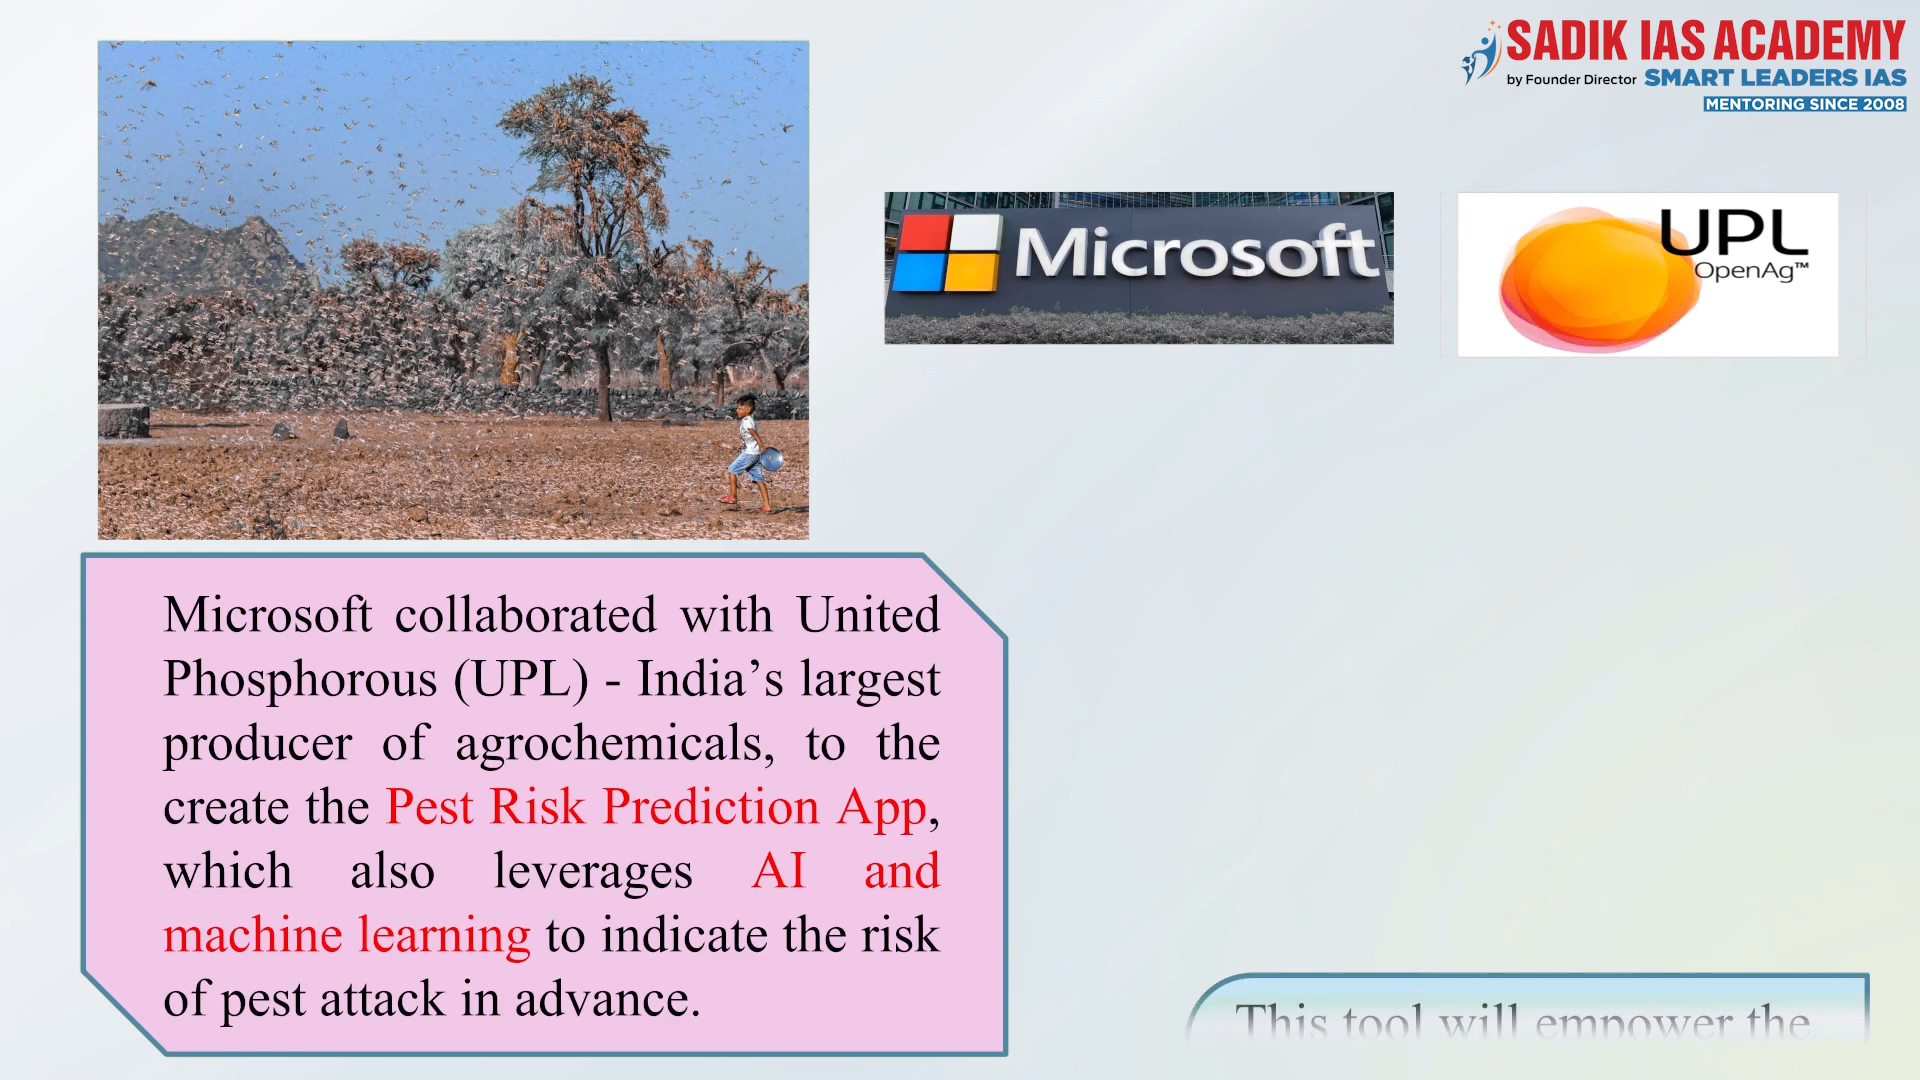 SADIK IAS ACADEMY
by Founder Director SMART LEADERS IAS
MENTORING SINCE 2008
Microsoft
UPL
OpenAg™
Microsoft collaborated with United
Phosphorous (UPL) - India’s largest
producer of agrochemicals, to the
create the Pest Risk Prediction App,
which also leverages AI and
machine learning to indicate the risk
of pest attack in advance.
This tool will empower the